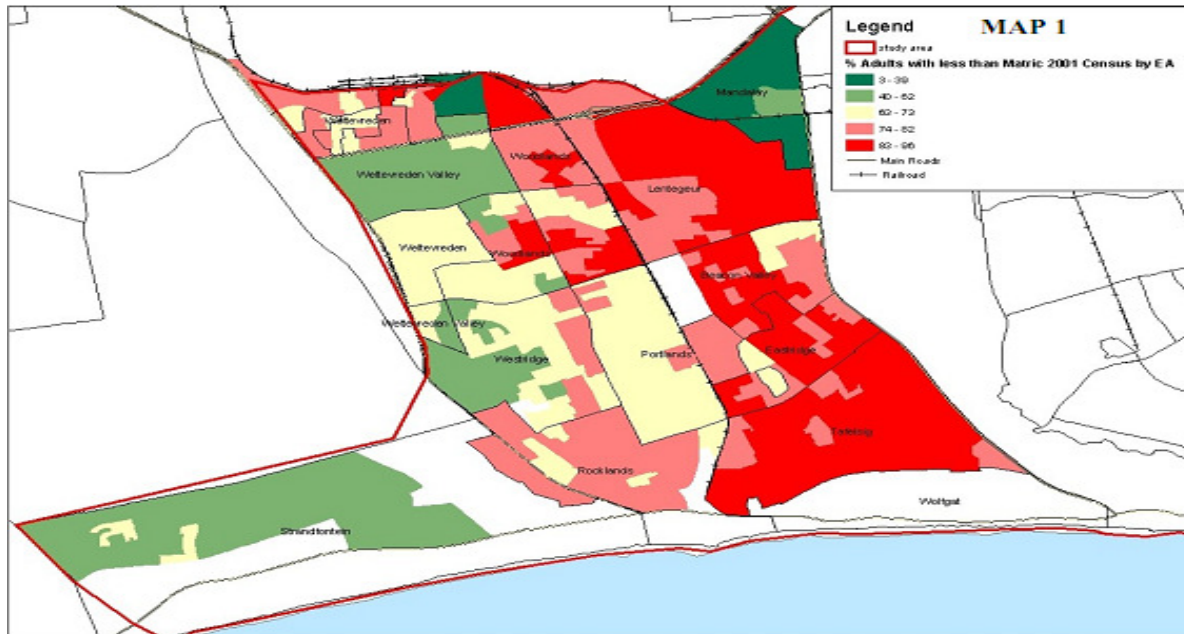 Legend MAP 1
study area
% Adults with less than Matric 2001 Census by EA
3 - 39
40 - 62
63 - 73
74 - 82
83 - 96
Main Roads
Railroad
Mandalay
Weltevreden
Woodlands
Weltevreden Valley
Lentegeur
Weltevreden
Woodlands
Beacon Valley
Weltevreden Valley
Westridge
Portlands
Eastridge
Tafelsig
Rocklands
Wolfgat
Strandfontein